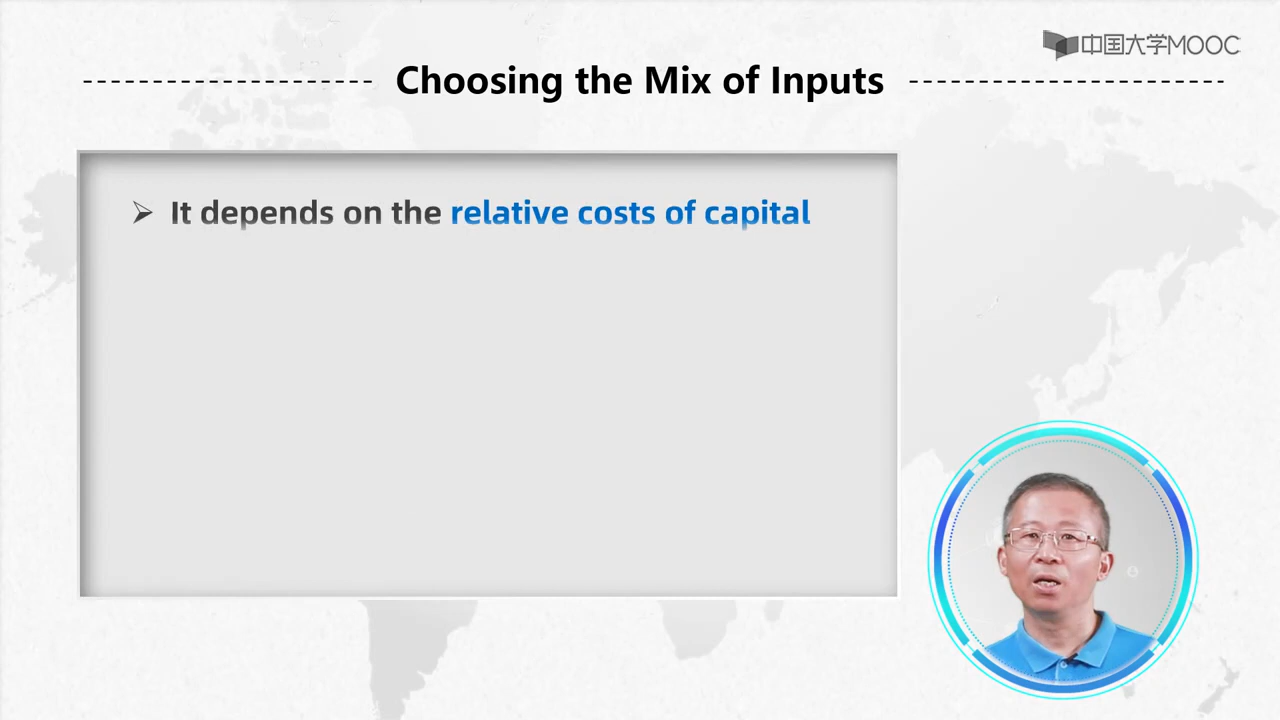 中国大学MOOC
Choosing the Mix of Inputs
It depends on the relative costs of capital